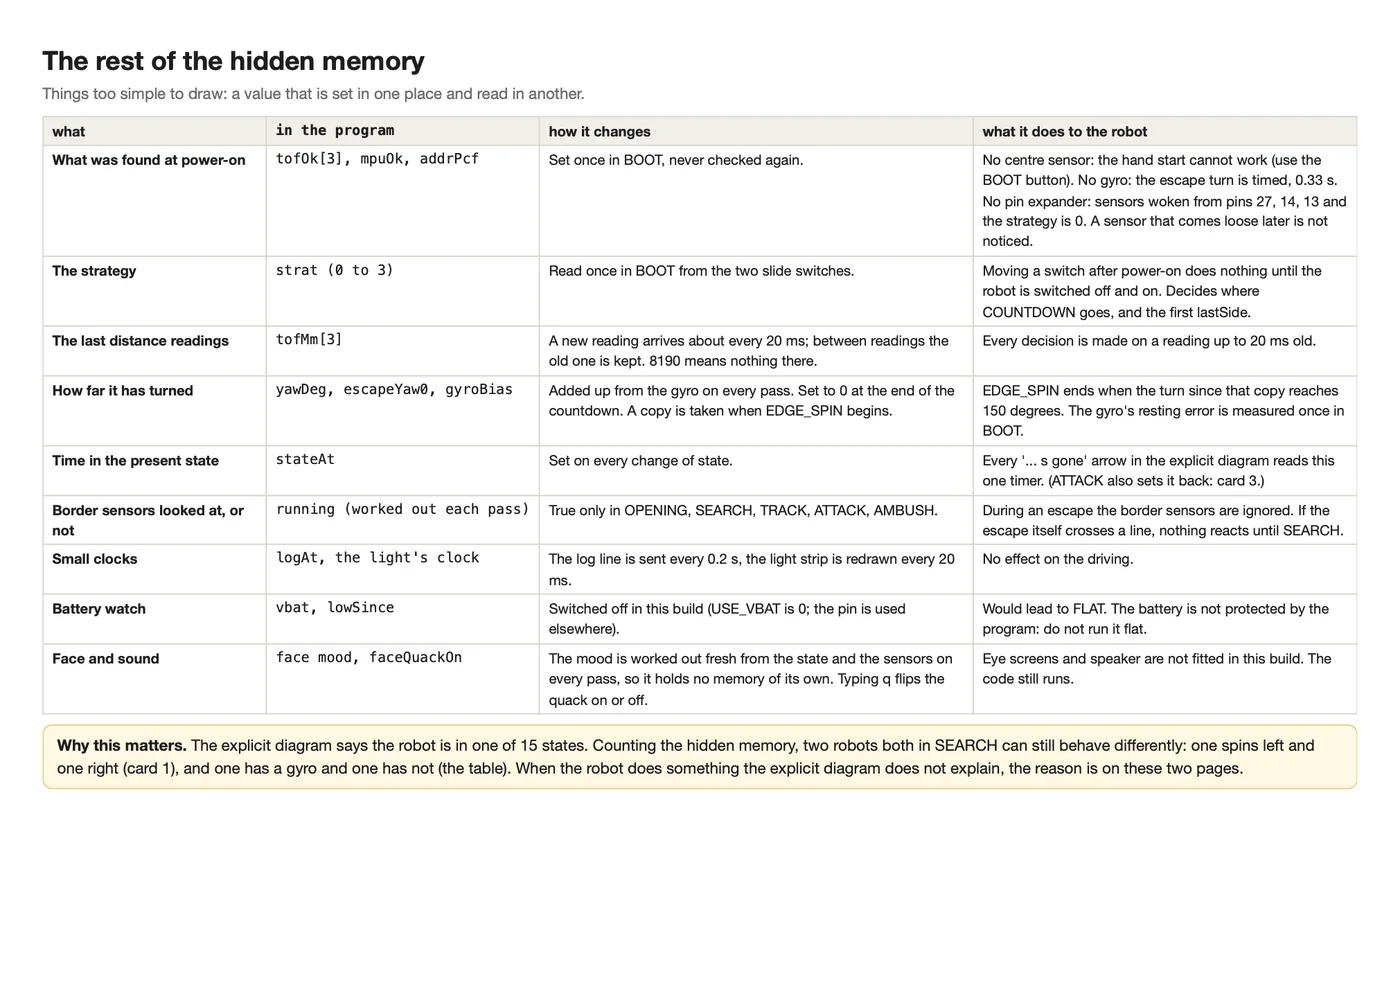 The rest of the hidden memory
Things too simple to draw: a value that is set in one place and read in another.
what
in the program
how it changes
what it does to the robot
What was found at power-on
tofOk[3], mpuOk, addrPcf
Set once in BOOT, never checked again.
No centre sensor: the hand start cannot work (use the
BOOT button). No gyro: the escape turn is timed, 0.33 s.
No pin expander: sensors woken from pins 27, 14, 13 and
the strategy is 0. A sensor that comes loose later is not
noticed.
The strategy
strat (0 to 3)
Read once in BOOT from the two slide switches.
Moving a switch after power-on does nothing until the
robot is switched off and on. Decides where
COUNTDOWN goes, and the first lastSide.
The last distance readings
tofMm[3]
A new reading arrives about every 20 ms; between readings the
old one is kept. 8190 means nothing there.
Every decision is made on a reading up to 20 ms old.
How far it has turned
yawDeg, escapeYaw0, gyroBias
Added up from the gyro on every pass. Set to 0 at the end of the
countdown. A copy is taken when EDGE_SPIN begins.
EDGE_SPIN ends when the turn since that copy reaches
150 degrees. The gyro's resting error is measured once in
BOOT.
Time in the present state
stateAt
Set on every change of state.
Every '... s gone' arrow in the explicit diagram reads this
one timer. (ATTACK also sets it back: card 3.)
Border sensors looked at, or
not
running (worked out each pass)
True only in OPENING, SEARCH, TRACK, ATTACK, AMBUSH.
During an escape the border sensors are ignored. If the
escape itself crosses a line, nothing reacts until SEARCH.
Small clocks
logAt, the light's clock
The log line is sent every 0.2 s, the light strip is redrawn every 20
ms.
No effect on the driving.
Battery watch
vbat, lowSince
Switched off in this build (USE_VBAT is 0; the pin is used
elsewhere).
Would lead to FLAT. The battery is not protected by the
program: do not run it flat.
Face and sound
face mood, faceQuackOn
The mood is worked out fresh from the state and the sensors on
every pass, so it holds no memory of its own. Typing q flips the
quack on or off.
Eye screens and speaker are not fitted in this build. The
code still runs.
Why this matters. The explicit diagram says the robot is in one of 15 states. Counting the hidden memory, two robots both in SEARCH can still behave differently: one spins left and
one right (card 1), and one has a gyro and one has not (the table). When the robot does something the explicit diagram does not explain, the reason is on these two pages.